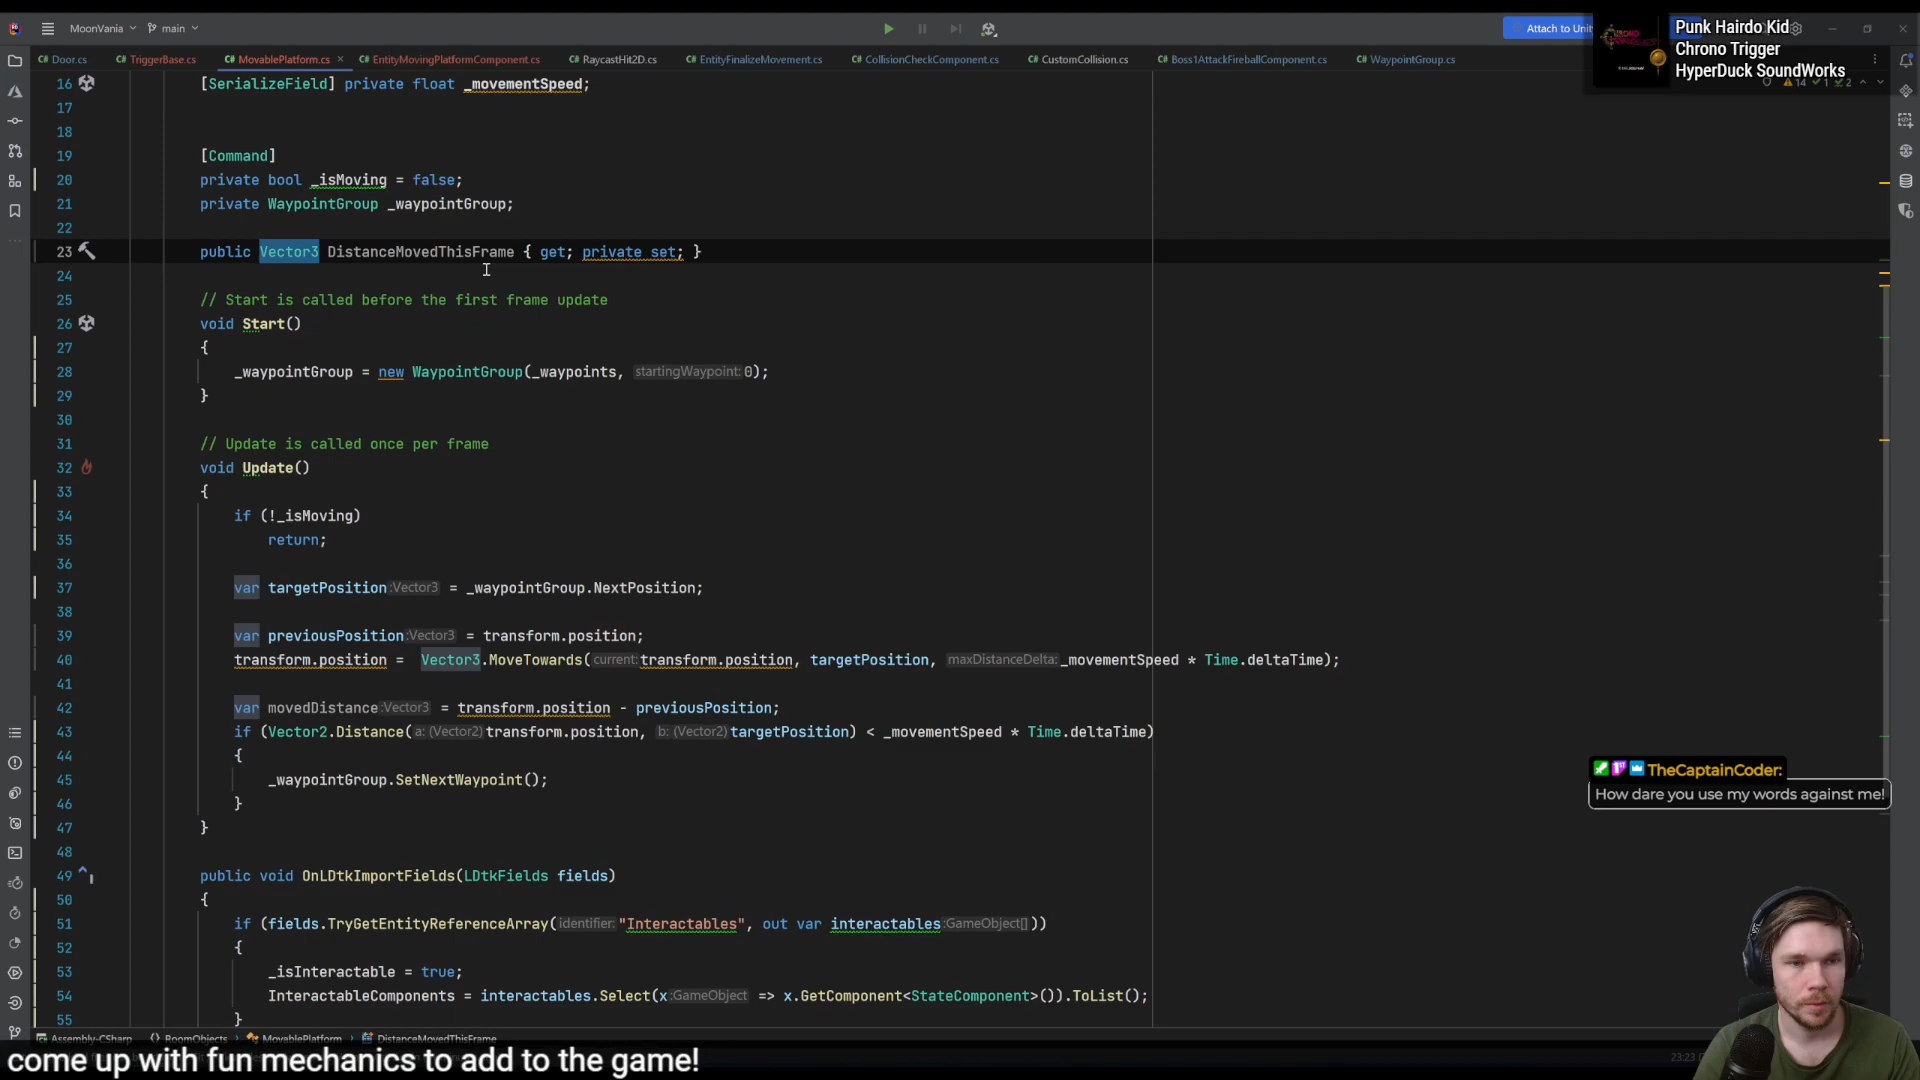 MoonVania
main
Attach to Unit
Punk Hairdo Kid
Chrono Trigger
HyperDuck SoundWorks
C# Door.cs
C# TriggerBase.cs
C# MovablePlatform.cs
C# EntityMovingPlatformComponent.cs
C# RaycastHit2D.cs
C# EntityFinalizeMovement.cs
C# CollisionCheckComponent.cs
C# CustomCollision.cs
C# Boss1AttackFireballComponent.cs
C# WaypointGroup.cs
14 1 2
16 [SerializeField] private float _movementSpeed;
17
18
19 [Command]
20 private bool _isMoving = false;
21 private WaypointGroup _waypointGroup;
22
23 public Vector3 DistanceMovedThisFrame { get; private set; }
24
25 // Start is called before the first frame update
26 void Start()
27 {
28 _waypointGroup = new WaypointGroup(_waypoints, startingWaypoint: 0);
29 }
30
31 // Update is called once per frame
32 void Update()
33 {
34 if (!_isMoving)
35 return;
36
37 var targetPosition :Vector3 = _waypointGroup.NextPosition;
38
39 var previousPosition :Vector3 = transform.position;
40 transform.position = Vector3.MoveTowards( current: transform.position, targetPosition, maxDistanceDelta: _movementSpeed * Time.deltaTime);
41
42 var movedDistance :Vector3 = transform.position - previousPosition;
43 if (Vector2.Distance( a: (Vector2) transform.position, b: (Vector2) targetPosition) < _movementSpeed * Time.deltaTime)
44 {
45 _waypointGroup.SetNextWaypoint();
46 }
47 }
48
49 public void OnLDtkImportFields(LDtkFields fields)
50 {
51 if (fields.TryGetEntityReferenceArray( identifier: "Interactables", out var interactables :GameObject[] ))
52 {
53 _isInteractable = true;
54 InteractableComponents = interactables.Select(x :GameObject => x.GetComponent<StateComponent>()).ToList();
55 }
TheCaptainCoder:
How dare you use my words against me!
Assembly-CSharp
RoomObjects
MovablePlatform
DistanceMovedThisFrame
come up with fun mechanics to add to the game!